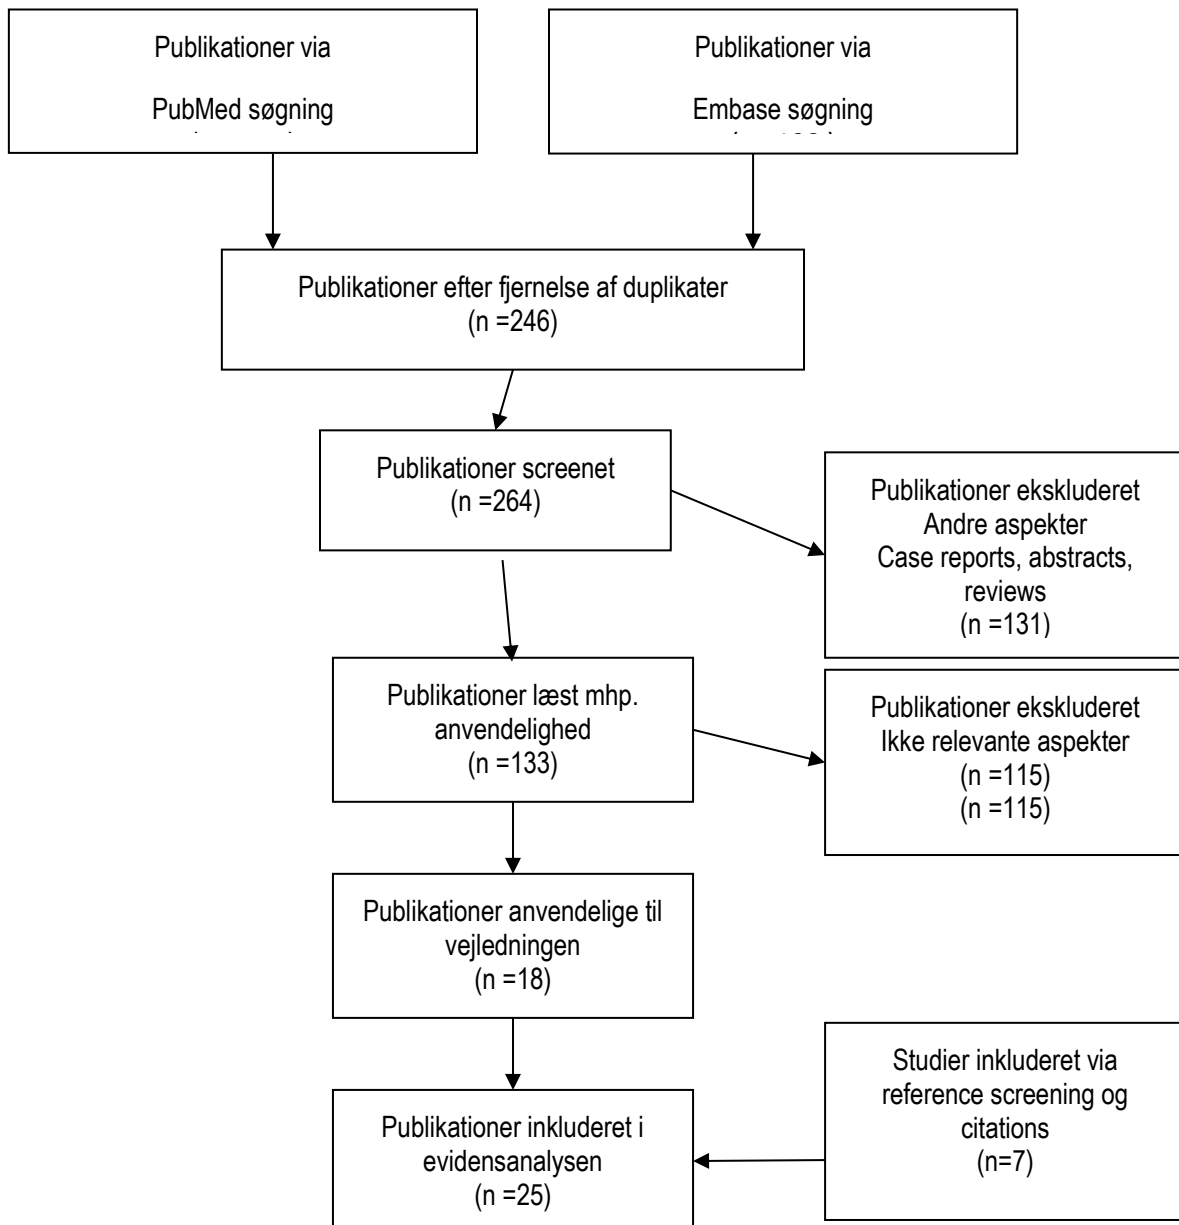 Publikationer via
PubMed søgning
Publikationer via
Embase søgning
Publikationer efter fjernelse af duplikater
(n =246)
Publikationer screenet
(n =264)
Publikationer ekskluderet
Andre aspekter
Case reports, abstracts,
reviews
(n =131)
Publikationer læst mhp.
anvendelighed
(n =133)
Publikationer ekskluderet
Ikke relevante aspekter
(n =115)
(n =115)
Publikationer anvendelige til
vejledningen
(n =18)
Studier inkluderet via
reference screening og
citations
(n=7)
Publikationer inkluderet i
evidensanalysen
(n =25)